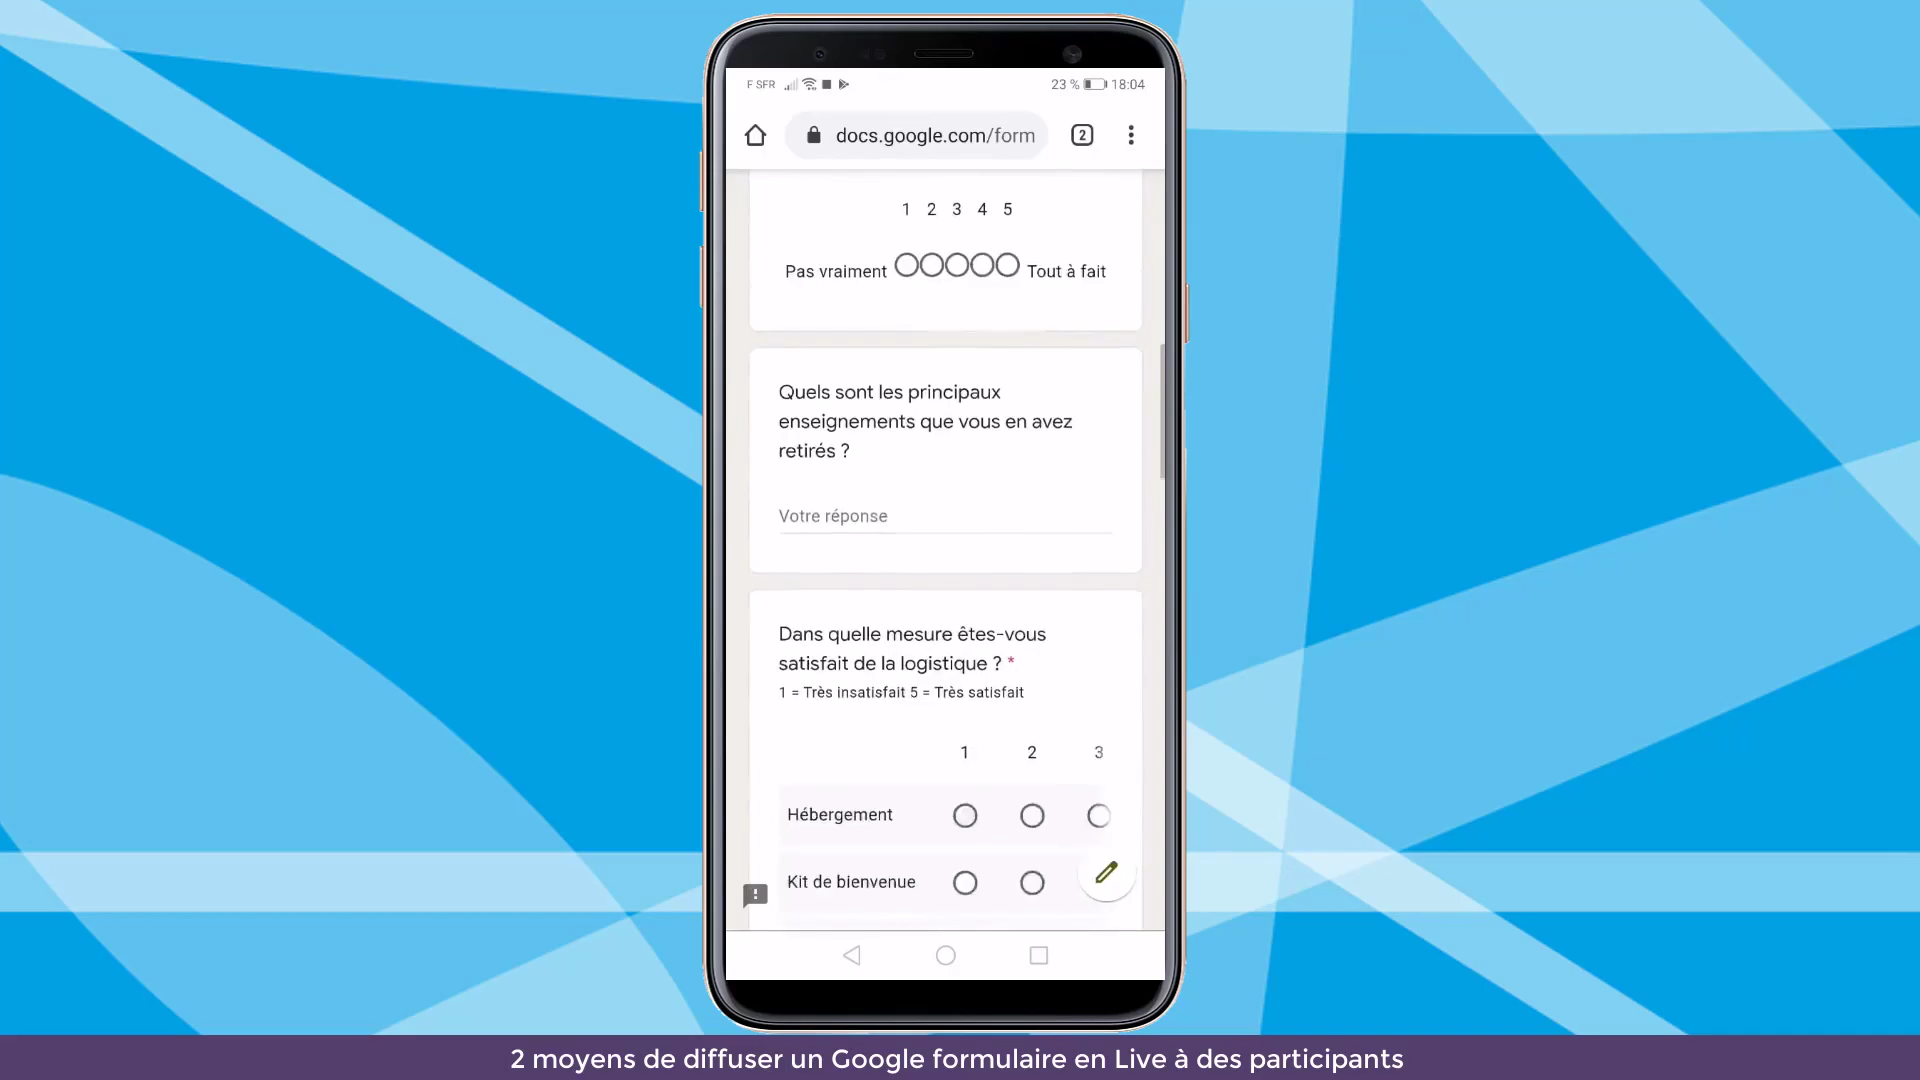 F SFR
23 % 18:04
docs.google.com/form
2
1 2 3 4 5
Pas vraiment Tout à fait
Quels sont les principaux
enseignements que vous en avez
retirés ?
Votre réponse
Dans quelle mesure êtes-vous
satisfait de la logistique ? *
1 = Très insatisfait 5 = Très satisfait
1 2 3
Hébergement
Kit de bienvenue
2 moyens de diffuser un Google formulaire en Live à des participants